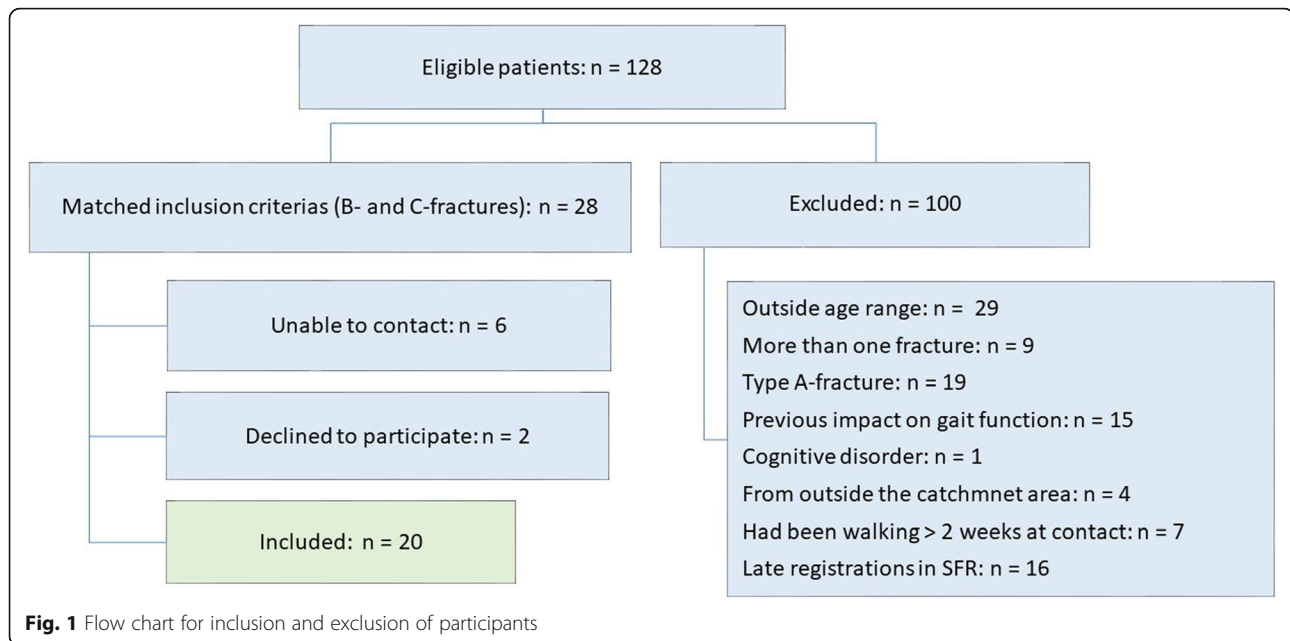 Eligible patients: n = 128
Matched inclusion criterias (B- and C-fractures): n = 28
Excluded: n = 100
Unable to contact: n = 6
Declined to participate: n = 2
Included: n = 20
Outside age range: n = 29
More than one fracture: n = 9
Type A-fracture: n = 19
Previous impact on gait function: n = 15
Cognitive disorder: n = 1
From outside the catchmnet area: n = 4
Had been walking > 2 weeks at contact: n = 7
Late registrations in SFR: n = 16
Fig. 1 Flow chart for inclusion and exclusion of participants